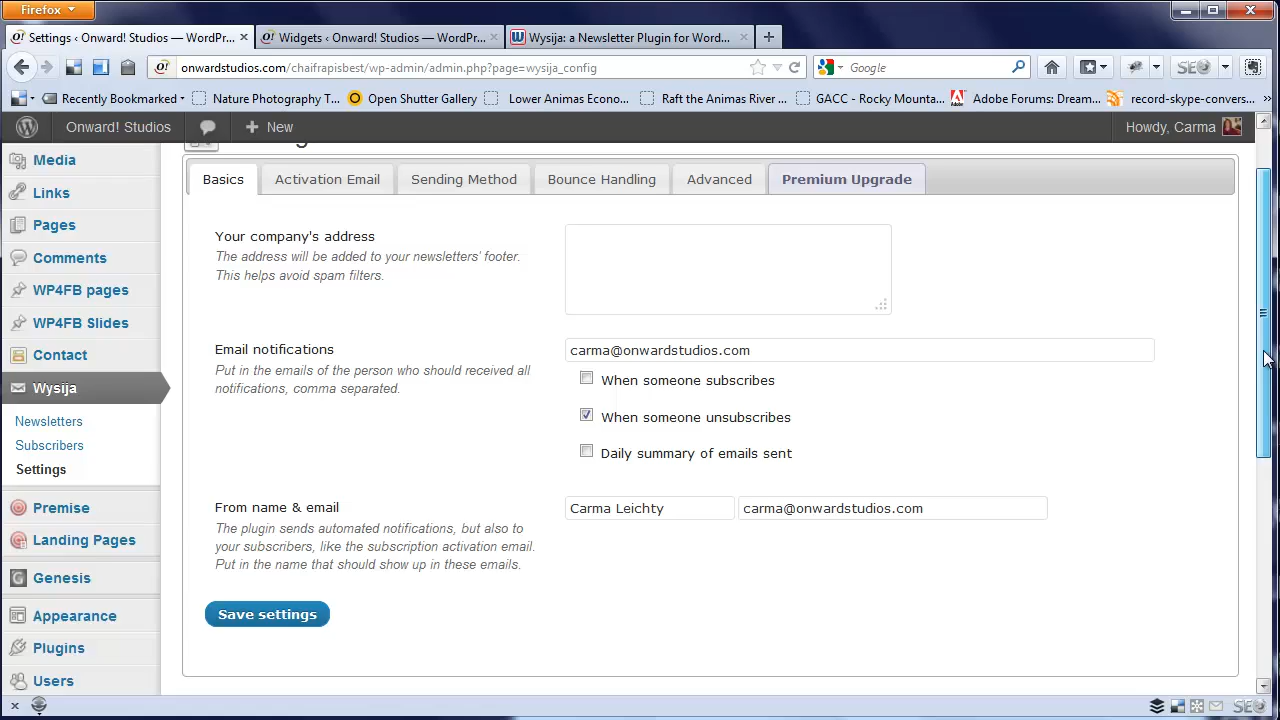 Firefox
Settings ‹ Onward! Studios — WordPr...
Widgets ‹ Onward! Studios — WordPr...
Wysija: a Newsletter Plugin for Word...
onwardstudios.com/chaifrapisbest/wp-admin/admin.php?page=wysija_config
Google
SEO
Recently Bookmarked
Nature Photography T...
Open Shutter Gallery
Lower Animas Econo...
Raft the Animas River ...
GACC - Rocky Mounta...
Adobe Forums: Dream...
record-skype-convers...
Onward! Studios
New
Howdy, Carma
Media
Links
Pages
Comments
WP4FB pages
WP4FB Slides
Contact
Wysija
Newsletters
Subscribers
Settings
Premise
Landing Pages
Genesis
Appearance
Plugins
Users
Basics
Activation Email
Sending Method
Bounce Handling
Advanced
Premium Upgrade
Your company's address
The address will be added to your newsletters' footer.
This helps avoid spam filters.
Email notifications
Put in the emails of the person who should received all
notifications, comma separated.
carma@onwardstudios.com
When someone subscribes
When someone unsubscribes
Daily summary of emails sent
From name & email
The plugin sends automated notifications, but also to
your subscribers, like the subscription activation email.
Put in the name that should show up in these emails.
Carma Leichty
carma@onwardstudios.com
Save settings
SEO